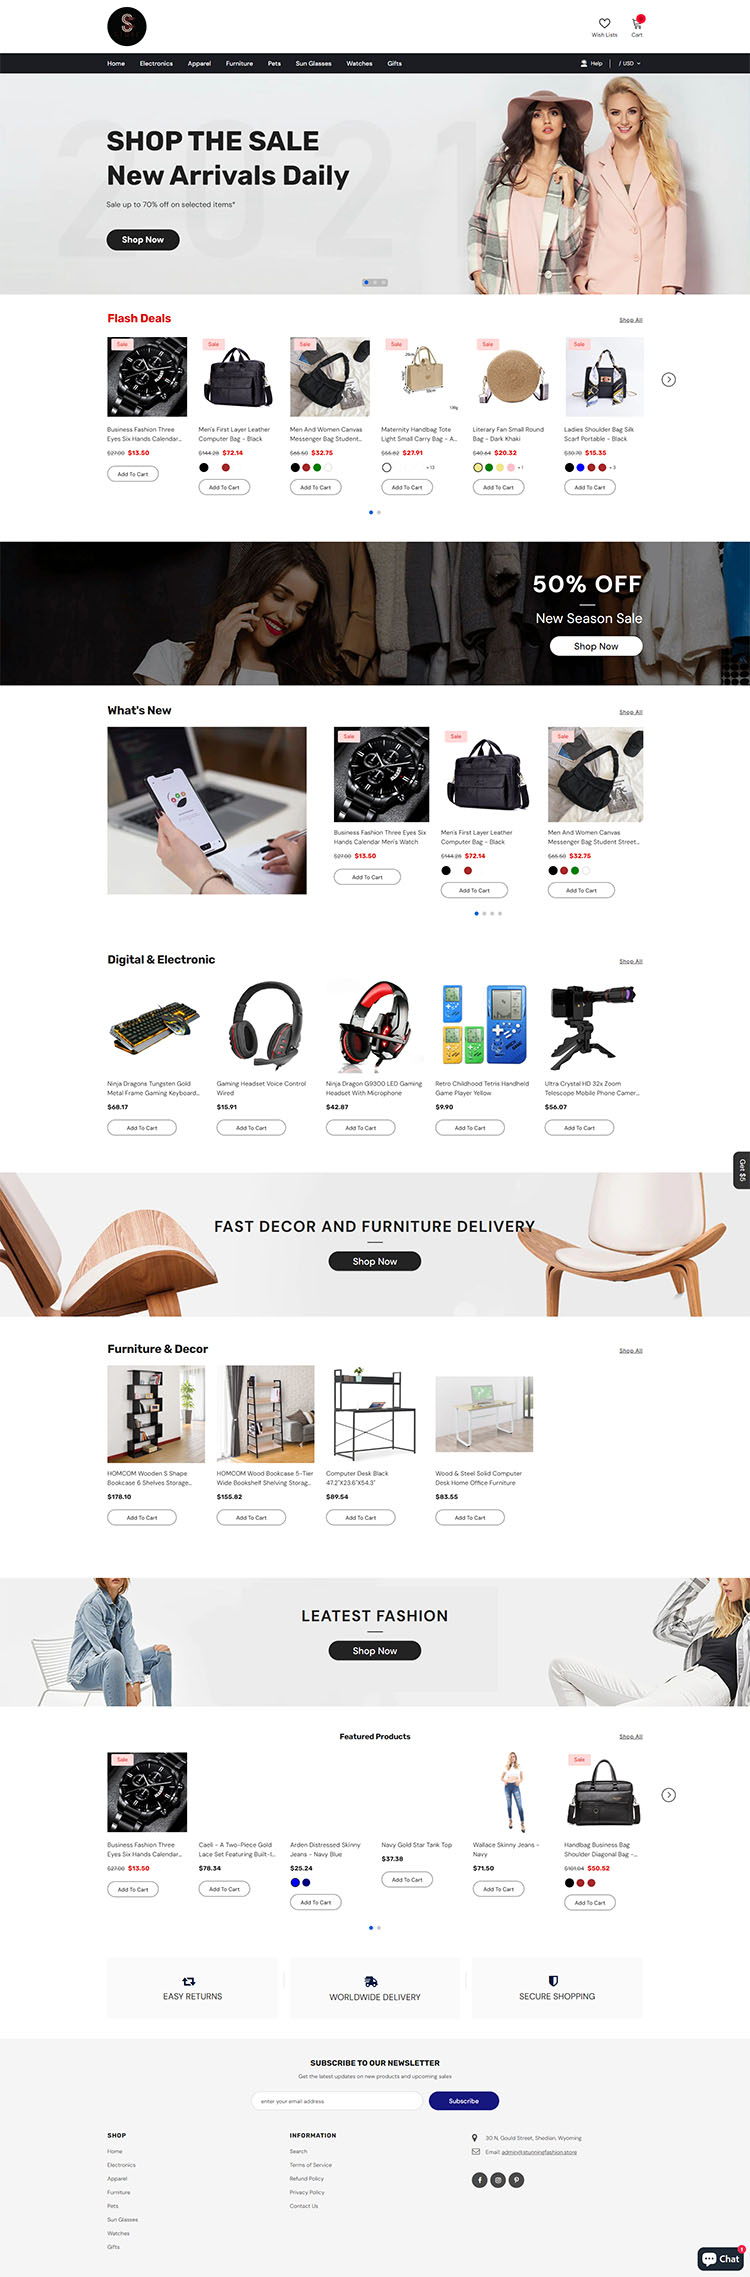 S
Wish Lists
Cart
Home Electronics Apparel Furniture Pets Sun Glasses Watches Gifts Help / USD
2021
SHOP THE SALE
New Arrivals Daily
Sale up to 70% off on selected items*
Shop Now
Flash Deals
Shop All
Sale Sale Sale Sale Sale Sale
Business Fashion Three
Eyes Six Hands Calendar...
$27.00 $13.50
Add To Cart
Men's First Layer Leather
Computer Bag - Black
$144.28 $72.14
Add To Cart
Men And Women Canvas
Messenger Bag Student...
$65.50 $32.75
Add To Cart
Maternity Handbag Tote
Light Small Carry Bag - A...
$55.82 $27.91
+13
Add To Cart
Literary Fan Small Round
Bag - Dark Khaki
$40.64 $20.32
+1
Add To Cart
Ladies Shoulder Bag Silk
Scarf Portable - Black
$30.70 $15.35
+3
Add To Cart
50% OFF
New Season Sale
Shop Now
What's New
Shop All
Sale Sale Sale
Business Fashion Three Eyes Six
Hands Calendar Men's Watch
$27.00 $13.50
Add To Cart
Men's First Layer Leather
Computer Bag - Black
$144.28 $72.14
Add To Cart
Men And Women Canvas
Messenger Bag Student Street...
$65.50 $32.75
Add To Cart
Digital & Electronic
Shop All
Ninja Dragons Tungsten Gold
Metal Frame Gaming Keyboard...
$68.17
Add To Cart
Gaming Headset Voice Control
Wired
$15.91
Add To Cart
Ninja Dragon G9300 LED Gaming
Headset With Microphone
$42.87
Add To Cart
Retro Childhood Tetris Handheld
Game Player Yellow
$9.90
Add To Cart
Ultra Crystal HD 32x Zoom
Telescope Mobile Phone Camer...
$56.07
Add To Cart
Get $5
FAST DECOR AND FURNITURE DELIVERY
Shop Now
Furniture & Decor
Shop All
HOMCOM Wooden S Shape
Bookcase 6 Shelves Storage...
$178.10
Add To Cart
HOMCOM Wood Bookcase 5-Tier
Wide Bookshelf Shelving Storag...
$155.82
Add To Cart
Computer Desk Black
47.2"X23.6"X54.3"
$89.54
Add To Cart
Wood & Steel Solid Computer
Desk Home Office Furniture
$83.55
Add To Cart
LEATEST FASHION
Shop Now
Featured Products
Shop All
Sale
Business Fashion Three
Eyes Six Hands Calendar...
$27.00 $13.50
Add To Cart
Caeli - A Two-Piece Gold
Lace Set Featuring Built-I...
$78.34
Add To Cart
Arden Distressed Skinny
Jeans - Navy Blue
$25.24
Add To Cart
Navy Gold Star Tank Top
$37.38
Add To Cart
Wallace Skinny Jeans -
Navy
$71.50
Add To Cart
Sale
Handbag Business Bag
Shoulder Diagonal Bag -...
$101.04 $50.52
Add To Cart
EASY RETURNS
WORLDWIDE DELIVERY
SECURE SHOPPING
SUBSCRIBE TO OUR NEWSLETTER
Get the latest updates on new products and upcoming sales
enter your email address
Subscribe
SHOP
Home
Electronics
Apparel
Furniture
Pets
Sun Glasses
Watches
Gifts
INFORMATION
Search
Terms of Service
Refund Policy
Privacy Policy
Contact Us
30 N, Gould Street, Shedian, Wyoming
Email: admin@stunningfashion.store
Chat
1